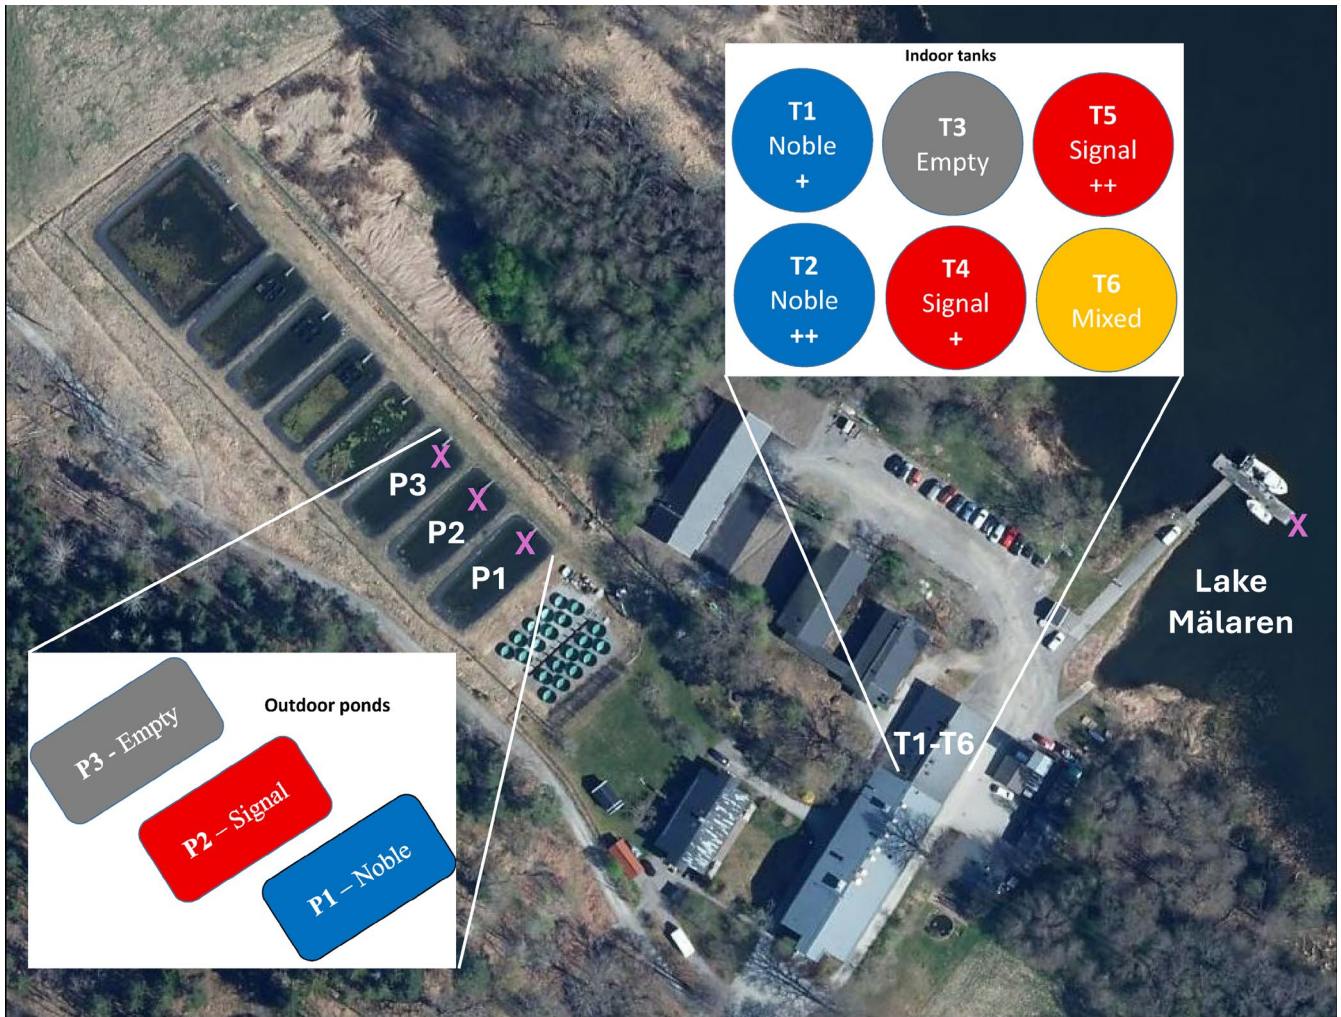 Indoor tanks
T1
Noble
+
T3
Empty
T5
Signal
++
T2
Noble
++
T4
Signal
+
T6
Mixed
X
P3
X
P2
X
P1
X
Lake
Mälaren
T1-T6
Outdoor ponds
P3 - Empty
P2 – Signal
P1 – Noble